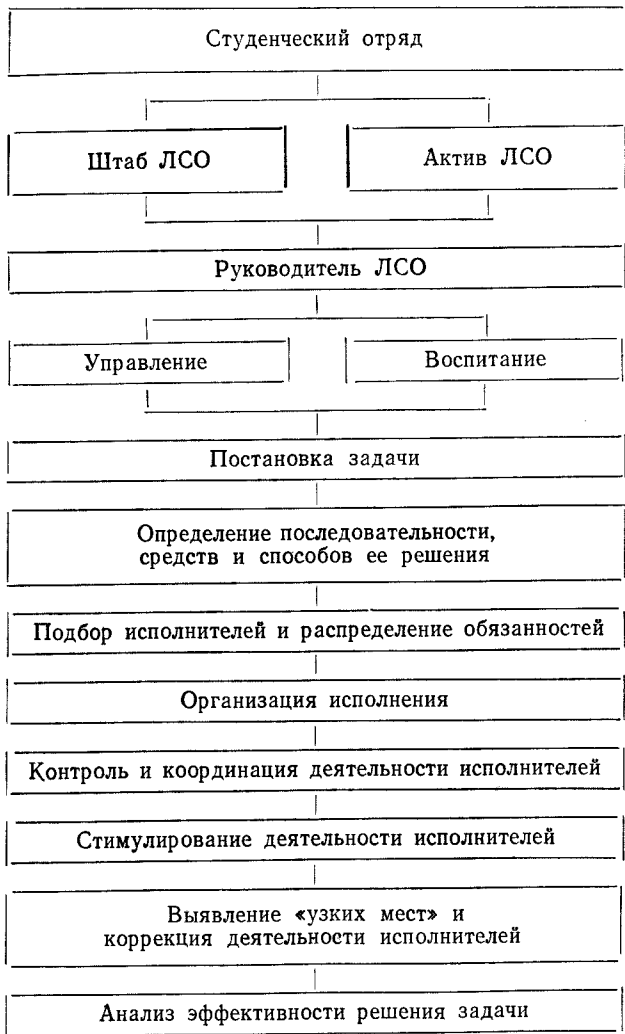 Студенческий отряд
Штаб ЛСО
Актив ЛСО
Руководитель ЛСО
Управление
Воспитание
Постановка задачи
Определение последовательности,
средств и способов ее решения
Подбор исполнителей и распределение обязанностей
Организация исполнения
Контроль и координация деятельности исполнителей
Стимулирование деятельности исполнителей
Выявление «узких мест» и
коррекция деятельности исполнителей
Анализ эффективности решения задачи